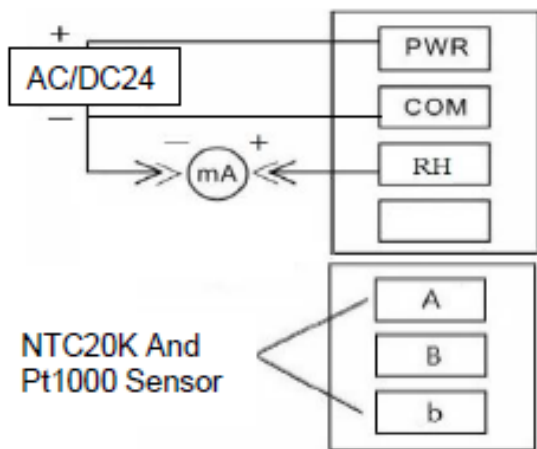 +
PWR
AC/DC24
−
COM
− +
mA
RH
A
NTC20K And
Pt1000 Sensor
B
b